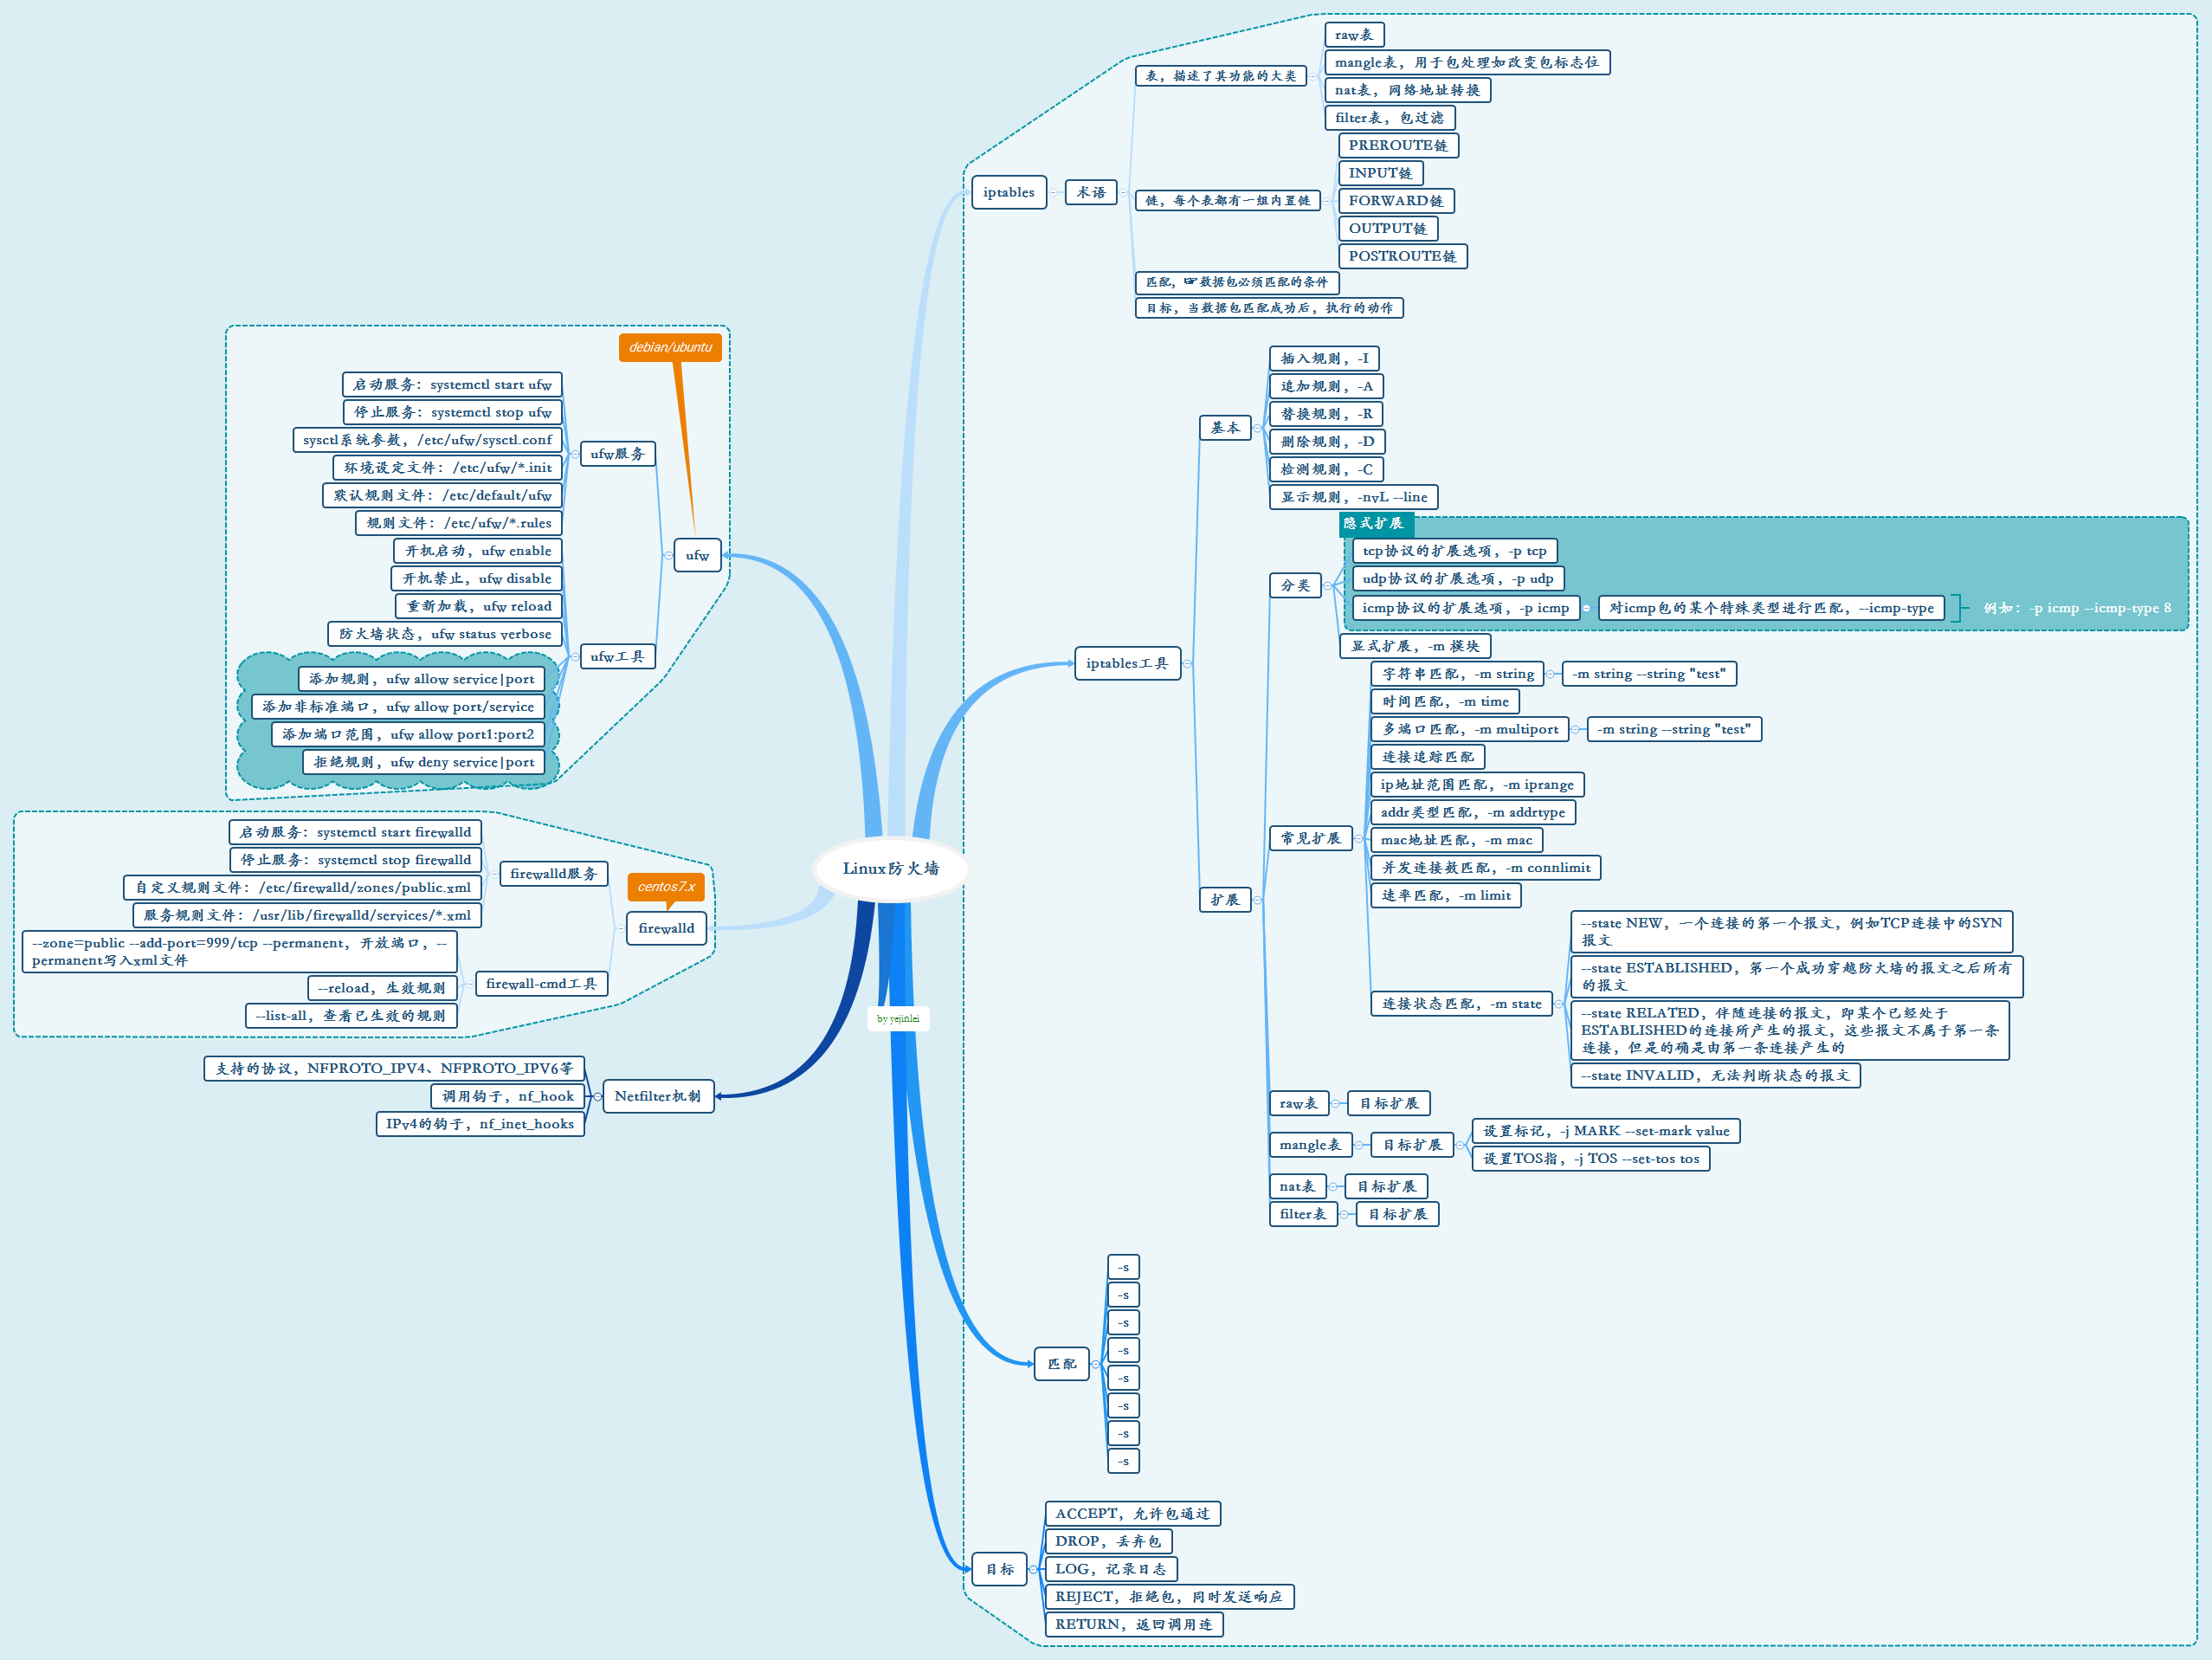 Linux防火墙
by yejinlei
iptables
术语
表，描述了其功能的大类
raw表
mangle表，用于包处理如改变包标志位
nat表，网络地址转换
filter表，包过滤
链，每个表都有一组内置链
PREROUTE链
INPUT链
FORWARD链
OUTPUT链
POSTROUTE链
匹配，☞数据包必须匹配的条件
目标，当数据包匹配成功后，执行的动作
iptables工具
基本
插入规则，-I
追加规则，-A
替换规则，-R
删除规则，-D
检测规则，-C
显示规则，-nvL --line
扩展
分类
隐式扩展
tcp协议的扩展选项，-p tcp
udp协议的扩展选项，-p udp
icmp协议的扩展选项，-p icmp
对icmp包的某个特殊类型进行匹配，--icmp-type
例如：-p icmp --icmp-type 8
显式扩展，-m 模块
常见扩展
字符串匹配，-m string
-m string --string "test"
时间匹配，-m time
多端口匹配，-m multiport
-m string --string "test"
连接追踪匹配
ip地址范围匹配，-m iprange
addr类型匹配，-m addrtype
mac地址匹配，-m mac
并发连接数匹配，-m connlimit
速率匹配，-m limit
连接状态匹配，-m state
--state NEW，一个连接的第一个报文，例如TCP连接中的SYN
报文
--state ESTABLISHED，第一个成功穿越防火墙的报文之后所有
的报文
--state RELATED，伴随连接的报文，即某个已经处于
ESTABLISHED的连接所产生的报文，这些报文不属于第一条
连接，但是的确是由第一条连接产生的
--state INVALID，无法判断状态的报文
raw表
目标扩展
mangle表
目标扩展
设置标记，-j MARK --set-mark value
设置TOS指，-j TOS --set-tos tos
nat表
目标扩展
filter表
目标扩展
匹配
-s
-s
-s
-s
-s
-s
-s
-s
目标
ACCEPT，允许包通过
DROP，丢弃包
LOG，记录日志
REJECT，拒绝包，同时发送响应
RETURN，返回调用连
debian/ubuntu
ufw
ufw服务
启动服务：systemctl start ufw
停止服务：systemctl stop ufw
sysctl系统参数，/etc/ufw/sysctl.conf
环境设定文件：/etc/ufw/*.init
默认规则文件：/etc/default/ufw
规则文件：/etc/ufw/*.rules
ufw工具
开机启动，ufw enable
开机禁止，ufw disable
重新加载，ufw reload
防火墙状态，ufw status verbose
添加规则，ufw allow service|port
添加非标准端口，ufw allow port/service
添加端口范围，ufw allow port1:port2
拒绝规则，ufw deny service|port
centos7.x
firewalld
firewalld服务
启动服务：systemctl start firewalld
停止服务：systemctl stop firewalld
自定义规则文件：/etc/firewalld/zones/public.xml
服务规则文件：/usr/lib/firewalld/services/*.xml
firewall-cmd工具
--zone=public --add-port=999/tcp --permanent，开放端口，--
permanent写入xml文件
--reload，生效规则
--list-all，查看已生效的规则
Netfilter机制
支持的协议，NFPROTO_IPV4、NFPROTO_IPV6等
调用钩子，nf_hook
IPv4的钩子，nf_inet_hooks